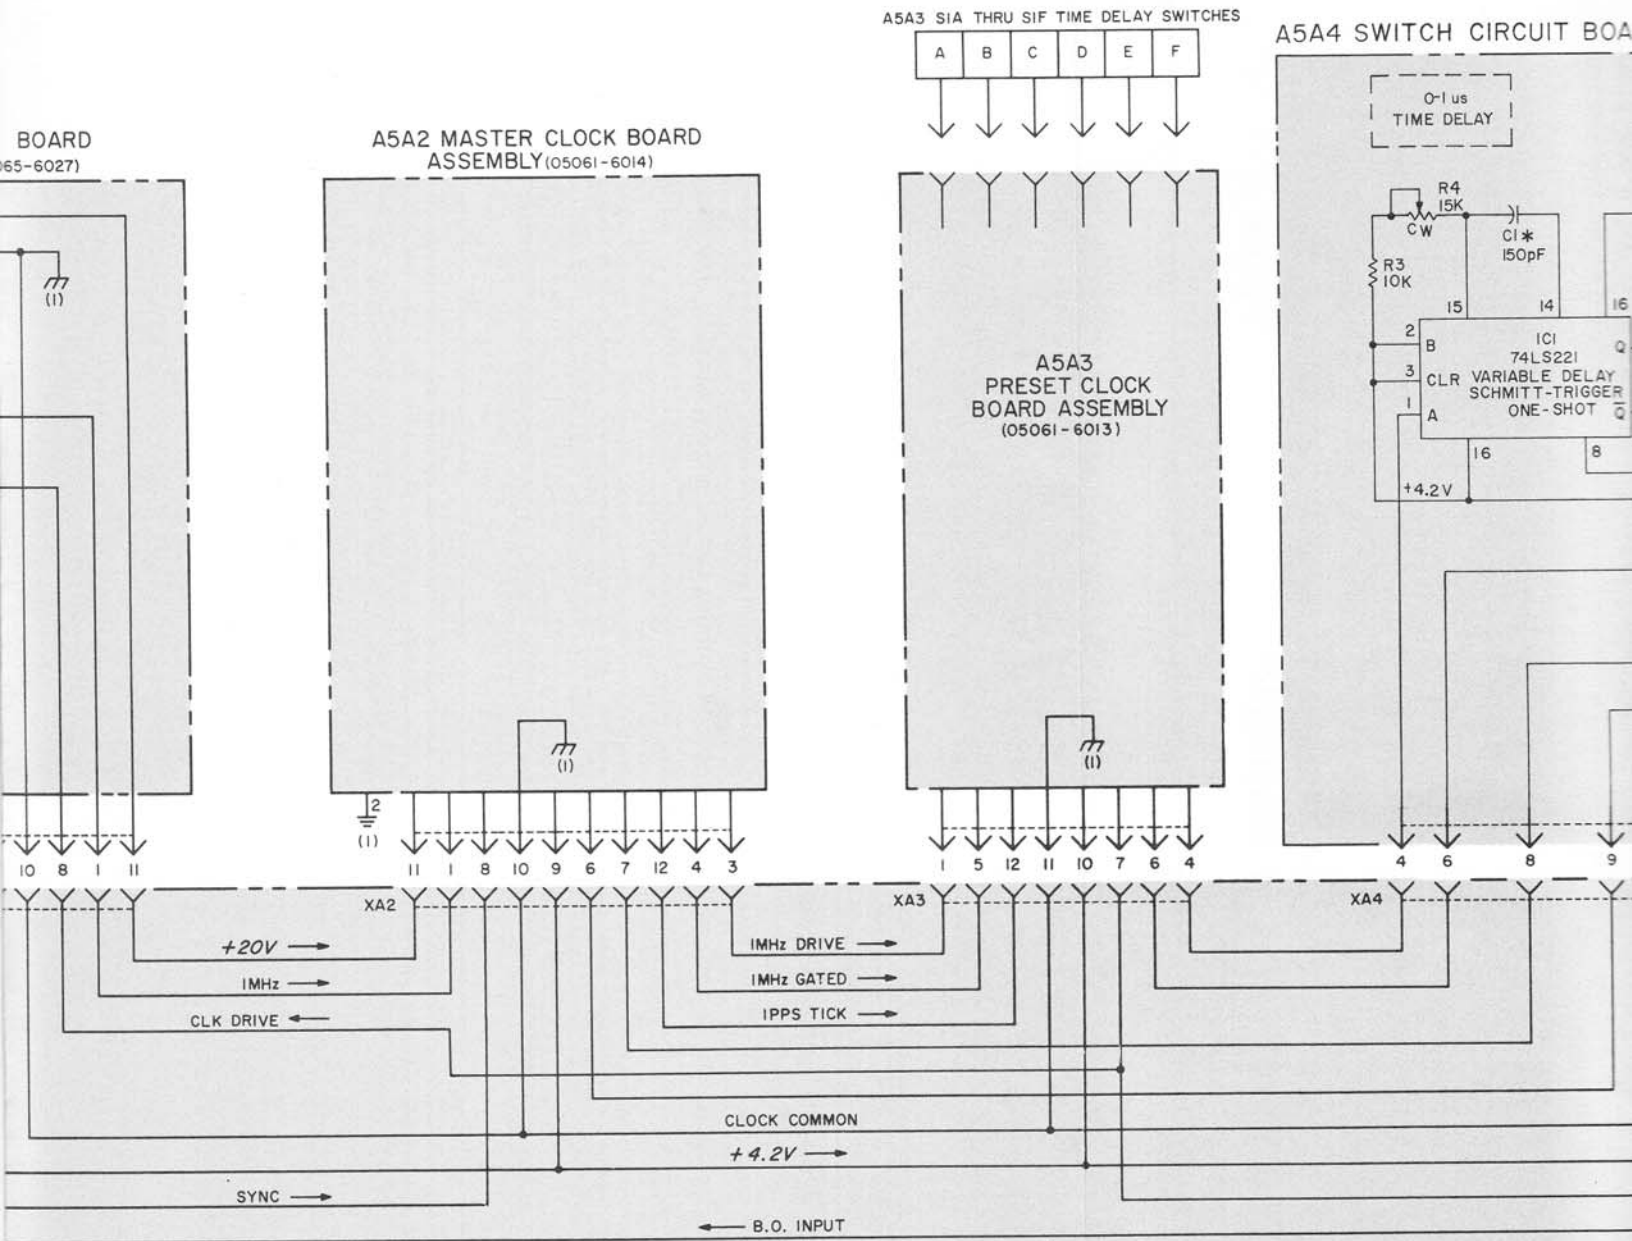 A5A3 S1A THRU S1F TIME DELAY SWITCHES
A B C D E F
A5A4 SWITCH CIRCUIT BOA
BOARD
065-6027)
A5A2 MASTER CLOCK BOARD
ASSEMBLY (05061-6014)
0-1 us
TIME DELAY
R4
15K
CW
C1*
150pF
R3
10K
15 14 16
2 B
3 CLR
1 A
IC1
74LS221
VARIABLE DELAY
SCHMITT-TRIGGER
ONE-SHOT
Q
Q̅
16 8
+4.2V
(1)
A5A3
PRESET CLOCK
BOARD ASSEMBLY
(05061-6013)
(1)
(1)
2
(1)
10 8 1 11
11 1 8 10 9 6 7 12 4 3
1 5 12 11 10 7 6 4
4 6 8 9
XA2
XA3
XA4
+20V
1MHz DRIVE
1MHz
1MHz GATED
CLK DRIVE
1PPS TICK
CLOCK COMMON
+4.2V
SYNC
B.O. INPUT